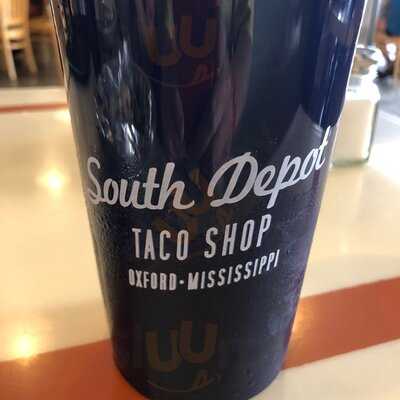 South Depot
TACO SHOP
OXFORD·MISSISSIPPI